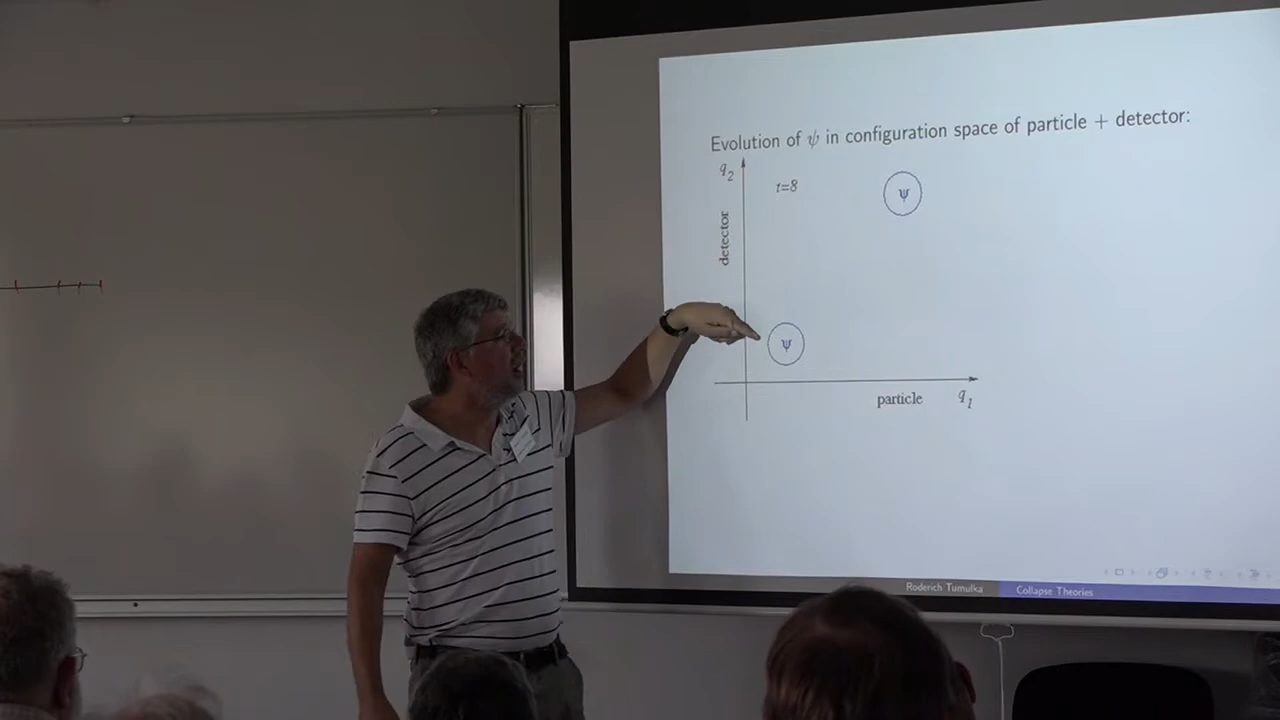 Evolution of ψ in configuration space of particle + detector:
q2
t=8
ψ
detector
ψ
particle
q1
Roderich Tumulka
Collapse Theories